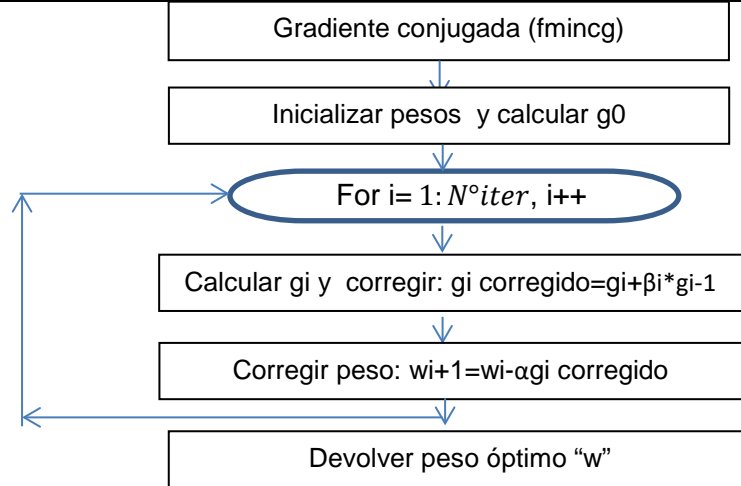 Gradiente conjugada (fmincg)
Inicializar pesos y calcular g0
For i= 1: N°iter, i++
Calcular gi y corregir: gi corregido=gi+βi*gi-1
Corregir peso: wi+1=wi-αgi corregido
Devolver peso óptimo “w”